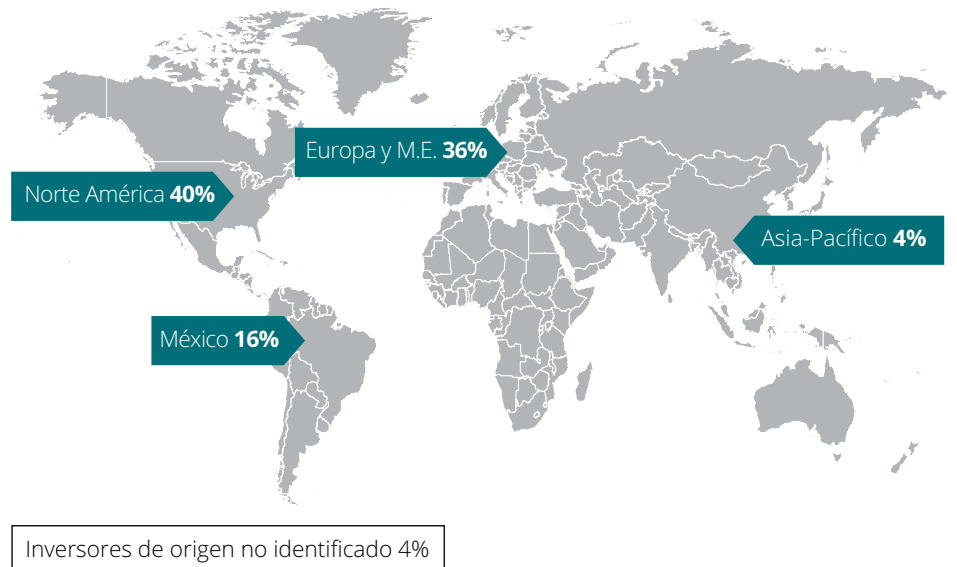 Europa y M.E. 36%
Norte América 40%
Asia-Pacífico 4%
México 16%
Inversores de origen no identificado 4%